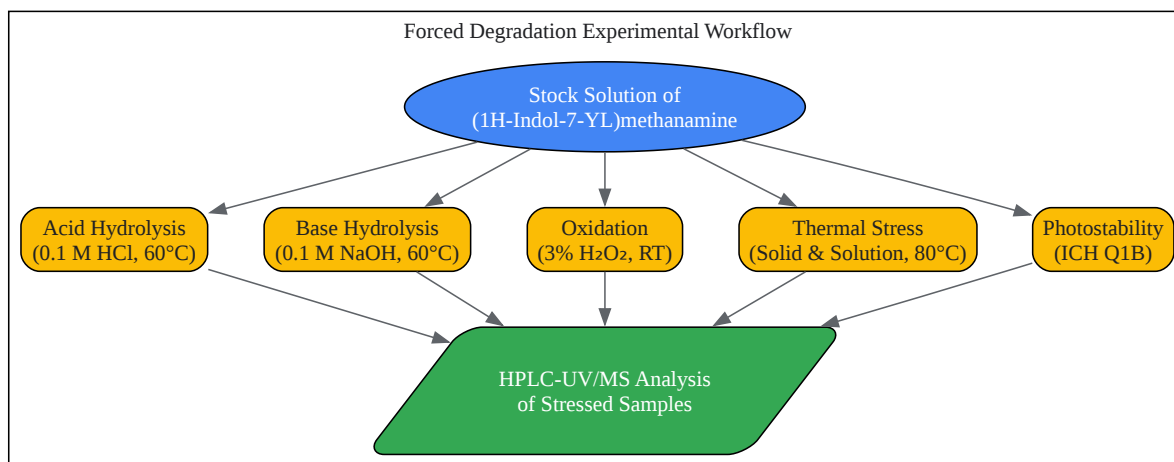 Forced Degradation Experimental Workflow
Stock Solution of
(1H-Indol-7-YL)methanamine
Acid Hydrolysis
(0.1 M HCl, 60°C)
Base Hydrolysis
(0.1 M NaOH, 60°C)
Oxidation
(3% H₂O₂, RT)
Thermal Stress
(Solid & Solution, 80°C)
Photostability
(ICH Q1B)
HPLC-UV/MS Analysis
of Stressed Samples